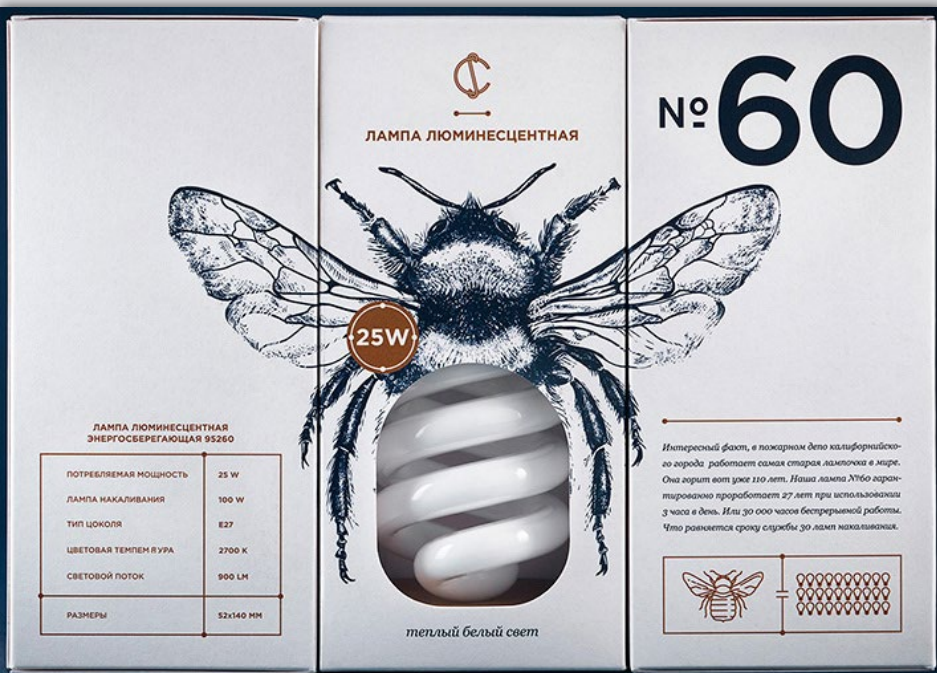 ЛАМПА ЛЮМИНЕСЦЕНТНАЯ
ЭНЕРГОСБЕРЕГАЮЩАЯ 95260
ПОТРЕБЛЯЕМАЯ МОЩНОСТЬ 25 W
ЛАМПА НАКАЛИВАНИЯ 100 W
ТИП ЦОКОЛЯ E27
ЦВЕТОВАЯ 2700 K
СВЕТОВОЙ ПОТОК 900 LM
РАЗМЕРЫ 52x140 MM
ЛАМПА ЛЮМИНЕСЦЕНТНАЯ
25W
теплый белый свет
№60
Интересный факт, в пожарном депо калифорнийско-
го города работает самая старая лампочка в мире.
Она горит вот уже 110 лет. Наша лампа №60 гаран-
тированно проработает 27 лет при использовании
3 часа в день. Или 30 000 часов беспрерывной работы.
Что равняется сроку службы 30 ламп накаливания.